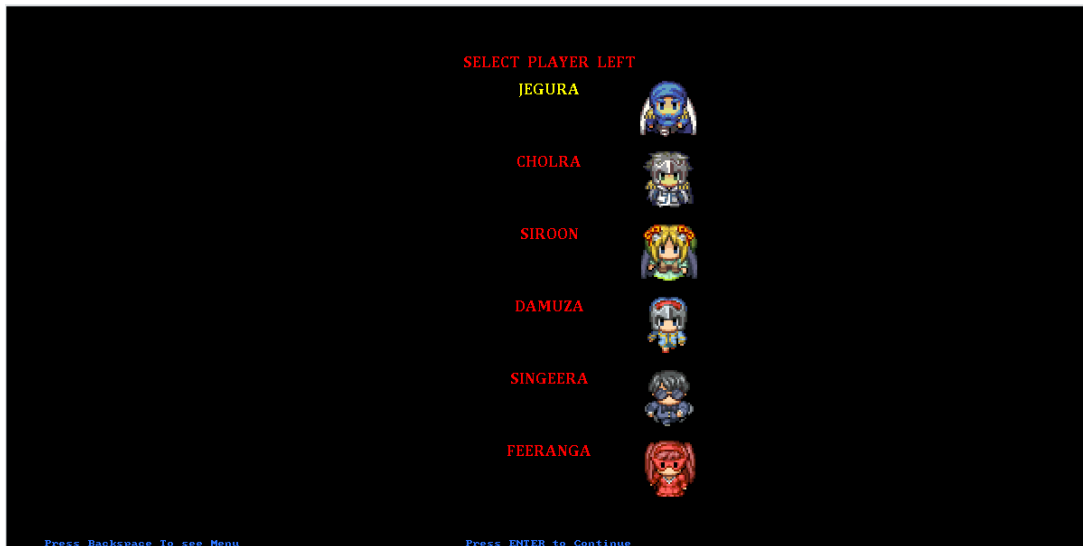 SELECT PLAYER LEFT
JEGURA
CHOLRA
SIROON
DAMUZA
SINGEERA
FEERANGA
Press Backspace To see Menu
Press ENTER to Continue